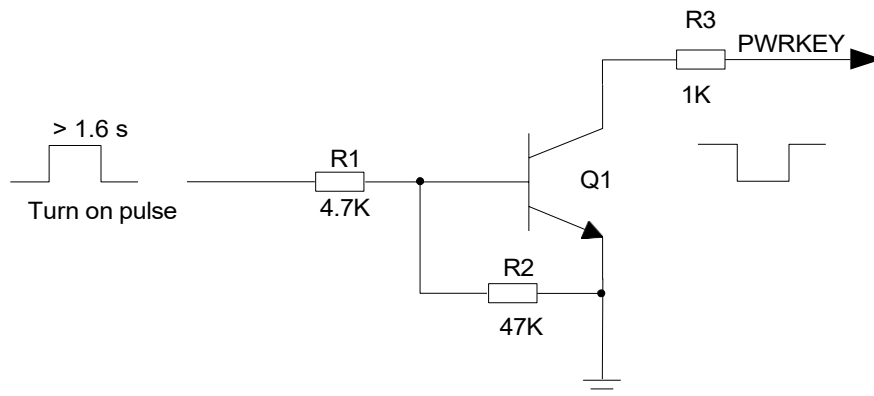 R3
PWRKEY
1K
> 1.6 s
R1
Q1
Turn on pulse
4.7K
R2
47K